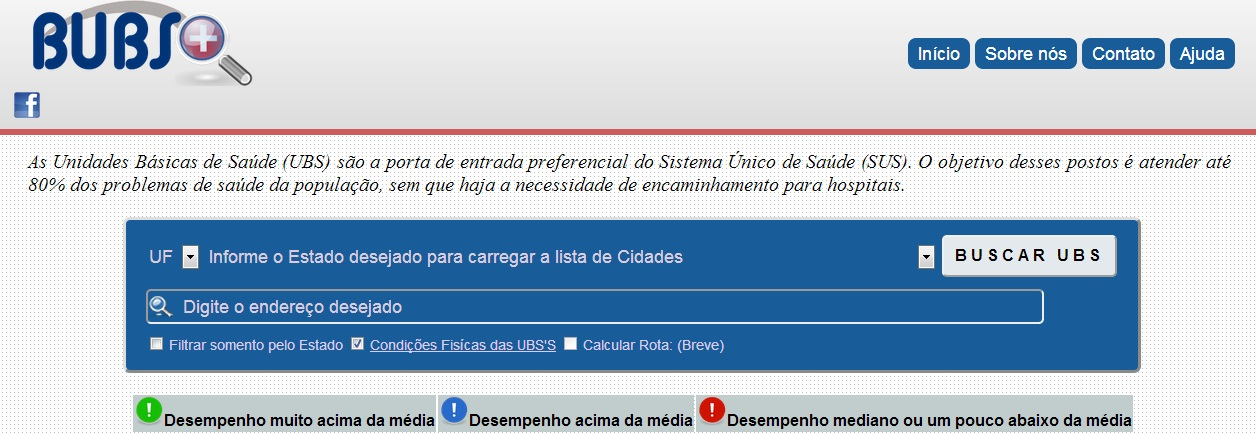 BUBS
Início Sobre nós Contato Ajuda
f
As Unidades Básicas de Saúde (UBS) são a porta de entrada preferencial do Sistema Único de Saúde (SUS). O objetivo desses postos é atender até
80% dos problemas de saúde da população, sem que haja a necessidade de encaminhamento para hospitais.
UF Informe o Estado desejado para carregar a lista de Cidades BUSCAR UBS
Digite o endereço desejado
Filtrar somento pelo Estado Condições Fisícas das UBS'S Calcular Rota: (Breve)
! Desempenho muito acima da média ! Desempenho acima da média ! Desempenho mediano ou um pouco abaixo da média